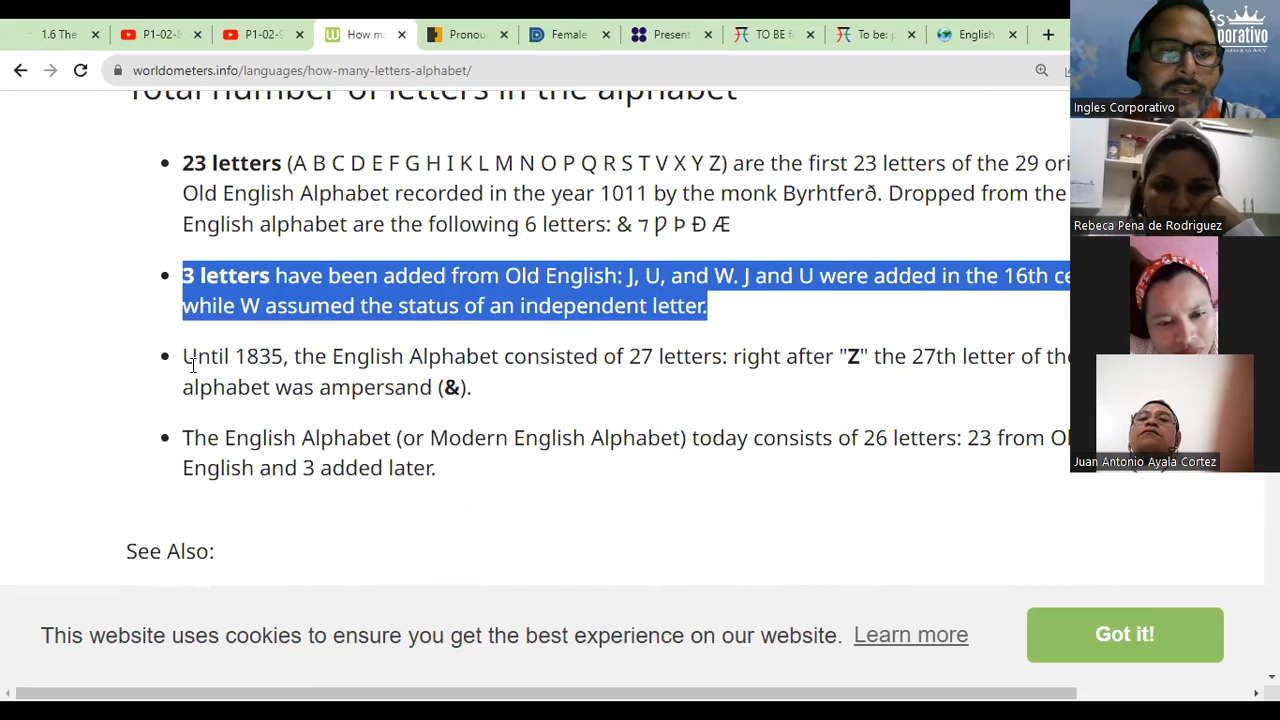 1.6 The
P1-02-
P1-02-
How m
Pronou
Female
Present
TO BE f
To be: p
English
worldometers.info/languages/how-many-letters-alphabet/
Total number of letters in the alphabet
23 letters (A B C D E F G H I K L M N O P Q R S T V X Y Z) are the first 23 letters of the 29 ori
Old English Alphabet recorded in the year 1011 by the monk Byrhtferð. Dropped from the
English alphabet are the following 6 letters: & ⁊ Ƿ Þ Đ Æ
3 letters have been added from Old English: J, U, and W. J and U were added in the 16th ce
while W assumed the status of an independent letter.
Until 1835, the English Alphabet consisted of 27 letters: right after "Z" the 27th letter of the
alphabet was ampersand (&).
The English Alphabet (or Modern English Alphabet) today consists of 26 letters: 23 from Ol
English and 3 added later.
See Also:
This website uses cookies to ensure you get the best experience on our website. Learn more
Got it!
és
rporativo
Ingles Corporativo
Rebeca Pena de Rodriguez
Juan Antonio Ayala Cortez